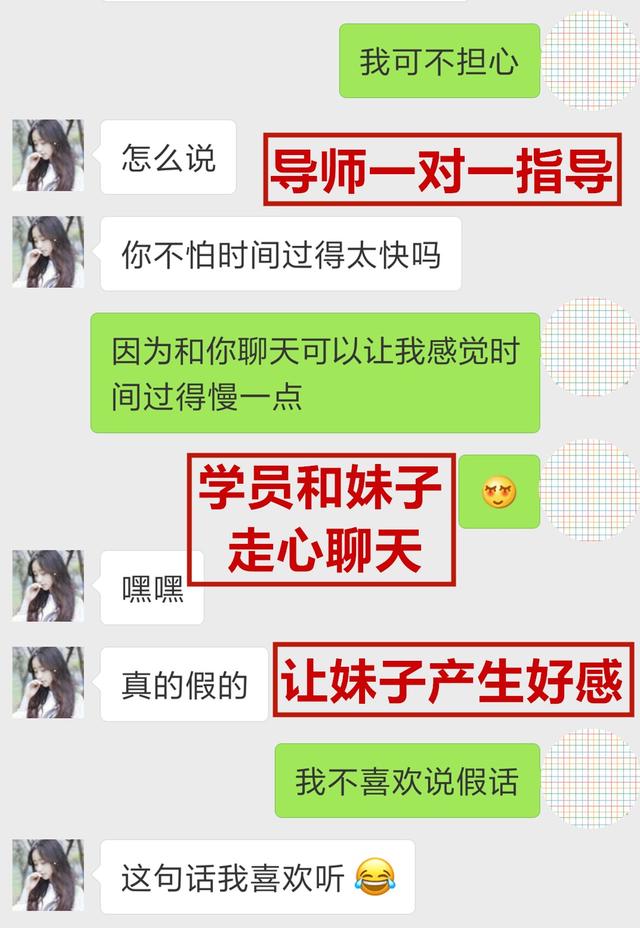 我可不担心
怎么说
导师一对一指导
你不怕时间过得太快吗
因为和你聊天可以让我感觉时
间过得慢一点
学员和妹子
走心聊天
嘿嘿
真的假的
让妹子产生好感
我不喜欢说假话
这句话我喜欢听😂